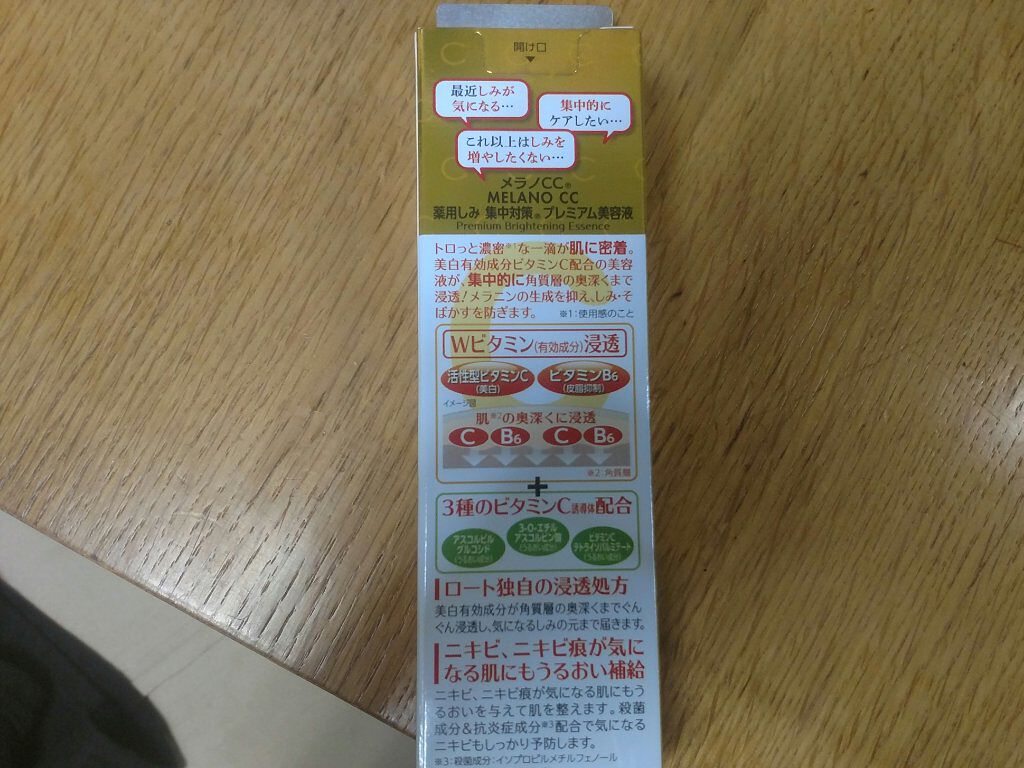 開け口
最近しみが
気になる…
集中的に
ケアしたい…
これ以上はしみを
増やしたくない…
メラノCC®
MELANO CC
薬用しみ 集中対策® プレミアム美容液
Premium Brightening Essence
トロっと濃密※1な一滴が肌に密着。
美白有効成分ビタミンC配合の美容
液が、集中的に角質層の奥深くまで
浸透!メラニンの生成を抑え、しみ・そ
ばかすを防ぎます。 ※1:使用感のこと
Wビタミン(有効成分)浸透
活性型ビタミンC
(美白)
ビタミンB6
(皮脂抑制)
イメージ図
肌※2の奥深くに浸透
C B6 C B6
※2:角質層
+
3種のビタミンC誘導体配合
アスコルビル
グルコシド
(うるおい成分)
3-O-エチル
アスコルビン酸
(うるおい成分)
ビタミンC
テトライソパルミテート
(うるおい成分)
ロート独自の浸透処方
美白有効成分が角質層の奥深くまでぐん
ぐん浸透し、気になるしみの元まで届きます。
ニキビ、ニキビ痕が気に
なる肌にもうるおい補給
ニキビ、ニキビ痕が気になる肌にもう
るおいを与えて肌を整えます。殺菌
成分&抗炎症成分※3配合で気になる
ニキビもしっかり予防します。
※3:殺菌成分:イソプロピルメチルフェノール